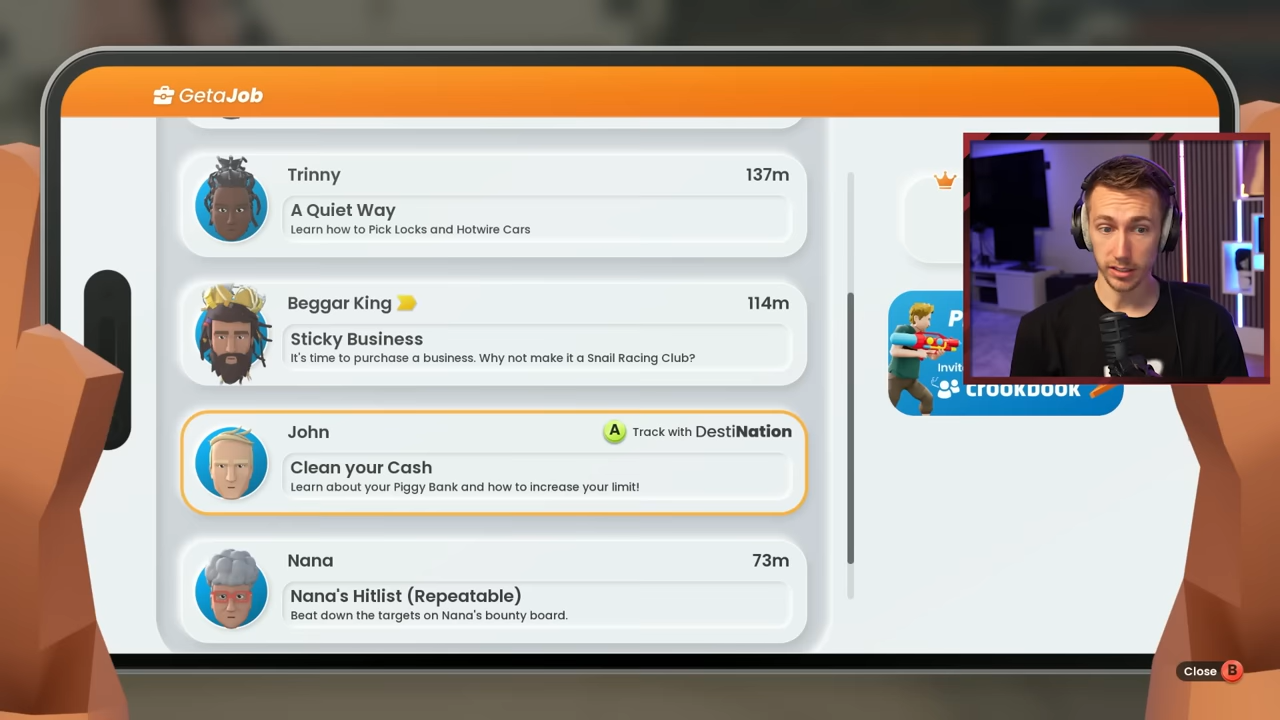 GetaJob
Trinny
137m
A Quiet Way
Learn how to Pick Locks and Hotwire Cars
Beggar King
114m
Sticky Business
It's time to purchase a business. Why not make it a Snail Racing Club?
John
A Track with DestiNation
Clean your Cash
Learn about your Piggy Bank and how to increase your limit!
Nana
73m
Nana's Hitlist (Repeatable)
Beat down the targets on Nana's bounty board.
crookbook
Close B